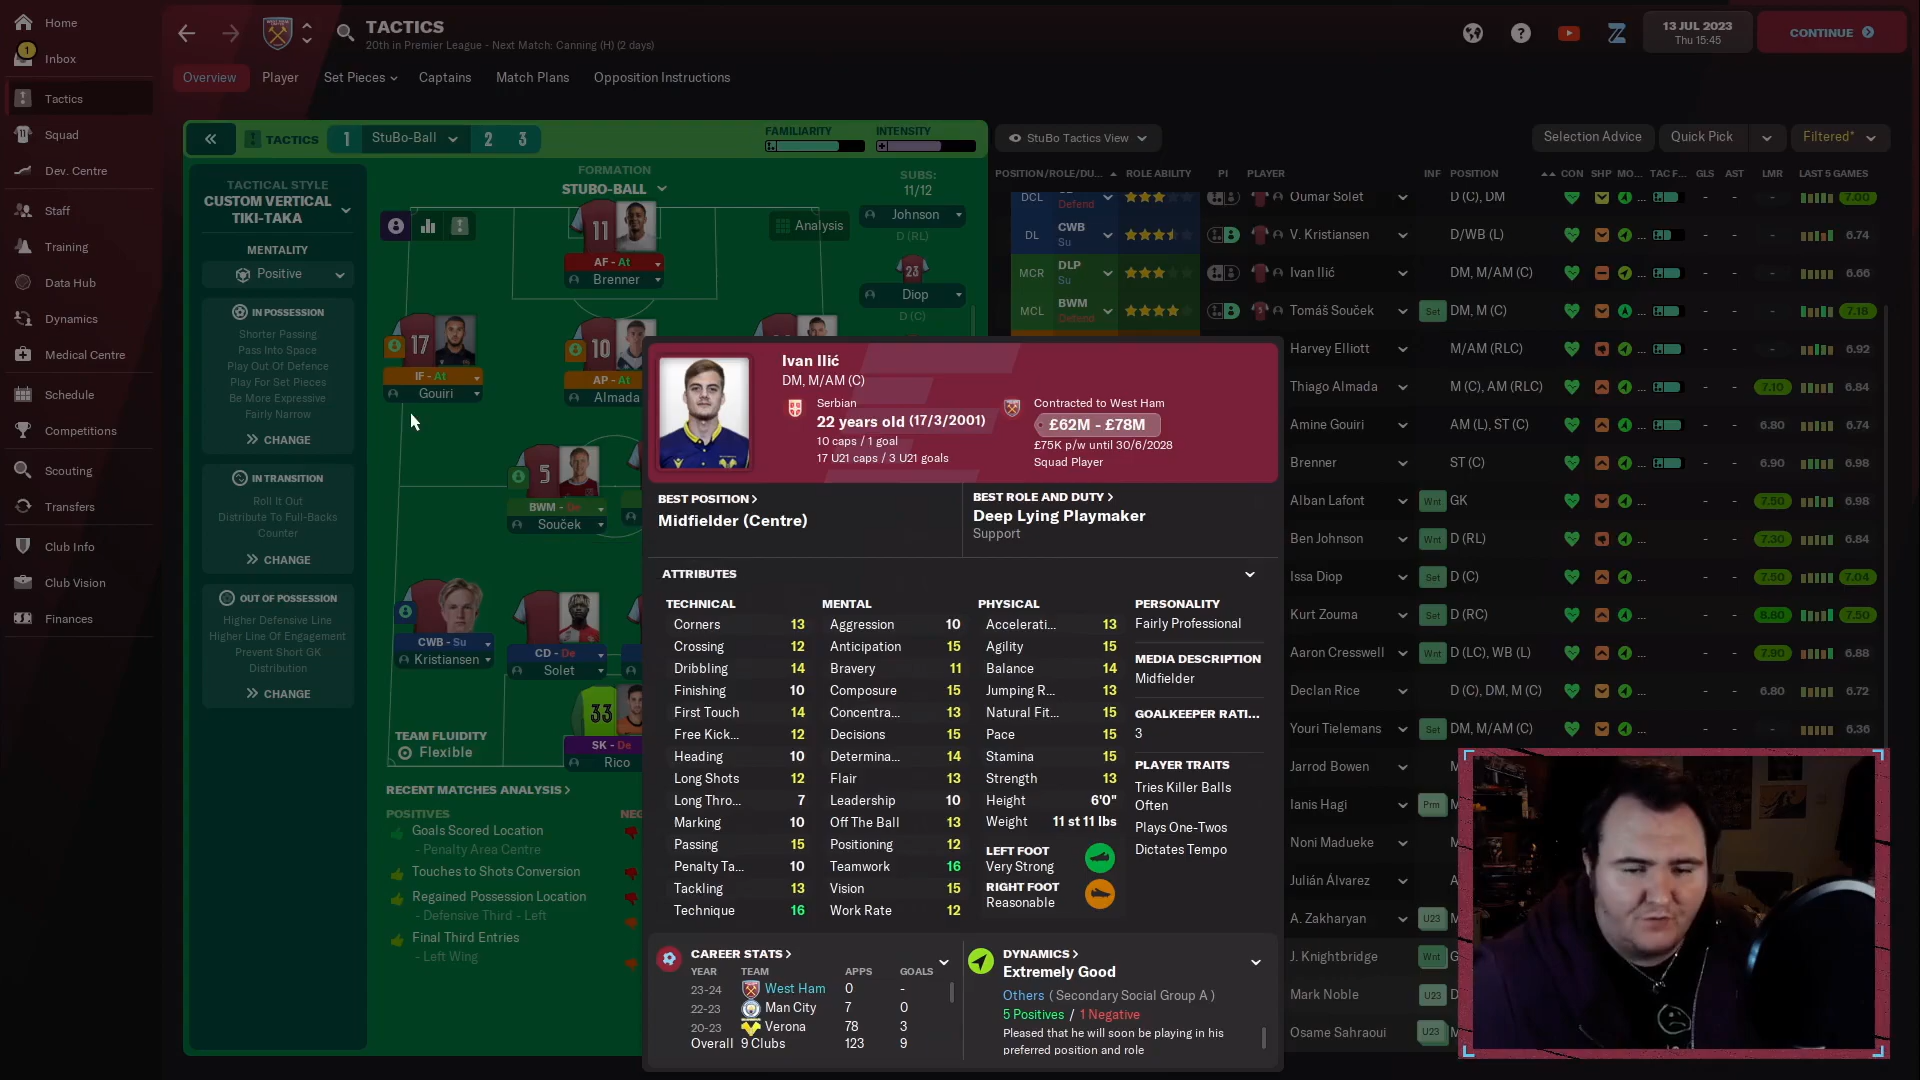 Home
1
Inbox
Tactics
Squad
Dev. Centre
Staff
Training
Data Hub
Dynamics
Medical Centre
Schedule
Competitions
Scouting
Transfers
Club Info
Club Vision
Finances
TACTICS
20th in Premier League - Next Match: Canning (H) (2 days)
13 JUL 2023
Thu 15:45
CONTINUE
Overview Player Set Pieces Captains Match Plans Opposition Instructions
TACTICS 1 StuBo-Ball 2 3
FAMILIARITY INTENSITY
TACTICAL STYLE
CUSTOM VERTICAL
TIKI-TAKA
MENTALITY
Positive
IN POSSESSION
Shorter Passing
Pass Into Space
Play Out Of Defence
Play For Set Pieces
Be More Expressive
Fairly Narrow
CHANGE
IN TRANSITION
Roll It Out
Distribute To Full-Backs
Counter
CHANGE
OUT OF POSSESSION
Higher Defensive Line
Higher Line Of Engagement
Prevent Short GK
Distribution
CHANGE
FORMATION
STUBO-BALL
SUBS:
11/12
Analysis
Johnson
D (RL)
23
Diop
D (C)
11
AF - At
Brenner
17
IF - At
Gouiri
10
AP - At
Almada
5
BWM - De
Souček
CWB - Su
Kristiansen
CD - De
Solet
33
SK - De
Rico
TEAM FLUIDITY
Flexible
RECENT MATCHES ANALYSIS >
POSITIVES
Goals Scored Location
- Penalty Area Centre
Touches to Shots Conversion
Regained Possession Location
- Defensive Third - Left
Final Third Entries
- Left Wing
StuBo Tactics View
Selection Advice Quick Pick Filtered*
POSITION/ROLE/DU... ROLE ABILITY PI PLAYER INF POSITION CON SHP MO... TAC F... GLS AST LMR LAST 5 GAMES
DCL Defend Oumar Solet D (C), DM - - - 7.00
DL CWB Su V. Kristiansen D/WB (L) - - - 6.74
MCR DLP Su Ivan Ilić DM, M/AM (C) - - - 6.66
MCL BWM Defend Tomáš Souček Set DM, M (C) - - - 7.18
Harvey Elliott M/AM (RLC) - - - 6.92
Thiago Almada M (C), AM (RLC) - - 7.10 6.84
Amine Gouiri AM (L), ST (C) - - 6.80 6.74
Brenner ST (C) - - 6.90 6.98
Alban Lafont Wnt GK - - 7.50 6.98
Ben Johnson Wnt D (RL) - - 7.30 6.84
Issa Diop Set D (C) - - 7.50 7.04
Kurt Zouma Set D (RC) - - 8.80 7.50
Aaron Cresswell Wnt D (LC), WB (L) - - 7.90 6.88
Declan Rice D (C), DM, M (C) - - 6.80 6.72
Youri Tielemans Set DM, M/AM (C) - - - 6.36
Jarrod Bowen
Ianis Hagi Prm
Noni Madueke
Julián Álvarez
A. Zakharyan U23
J. Knightbridge Wnt
Mark Noble U23
Osame Sahraoui U23
Ivan Ilić
DM, M/AM (C)
Serbian
22 years old (17/3/2001)
10 caps / 1 goal
17 U21 caps / 3 U21 goals
Contracted to West Ham
£62M - £78M
£75K p/w until 30/6/2028
Squad Player
BEST POSITION >
Midfielder (Centre)
BEST ROLE AND DUTY >
Deep Lying Playmaker
Support
ATTRIBUTES
TECHNICAL
Corners 13
Crossing 12
Dribbling 14
Finishing 10
First Touch 14
Free Kick... 12
Heading 10
Long Shots 12
Long Thro... 7
Marking 10
Passing 15
Penalty Ta... 10
Tackling 13
Technique 16
MENTAL
Aggression 10
Anticipation 15
Bravery 11
Composure 15
Concentra... 13
Decisions 15
Determina... 14
Flair 13
Leadership 10
Off The Ball 13
Positioning 12
Teamwork 16
Vision 15
Work Rate 12
PHYSICAL
Accelerati... 13
Agility 15
Balance 14
Jumping R... 13
Natural Fit... 15
Pace 15
Stamina 15
Strength 13
Height 6'0"
Weight 11 st 11 lbs
LEFT FOOT
Very Strong
RIGHT FOOT
Reasonable
PERSONALITY
Fairly Professional
MEDIA DESCRIPTION
Midfielder
GOALKEEPER RATI...
3
PLAYER TRAITS
Tries Killer Balls
Often
Plays One-Twos
Dictates Tempo
CAREER STATS >
YEAR TEAM APPS GOALS
23-24 West Ham 0 -
22-23 Man City 7 0
20-23 Verona 78 3
Overall 9 Clubs 123 9
DYNAMICS >
Extremely Good
Others ( Secondary Social Group A )
5 Positives / 1 Negative
Pleased that he will soon be playing in his
preferred position and role